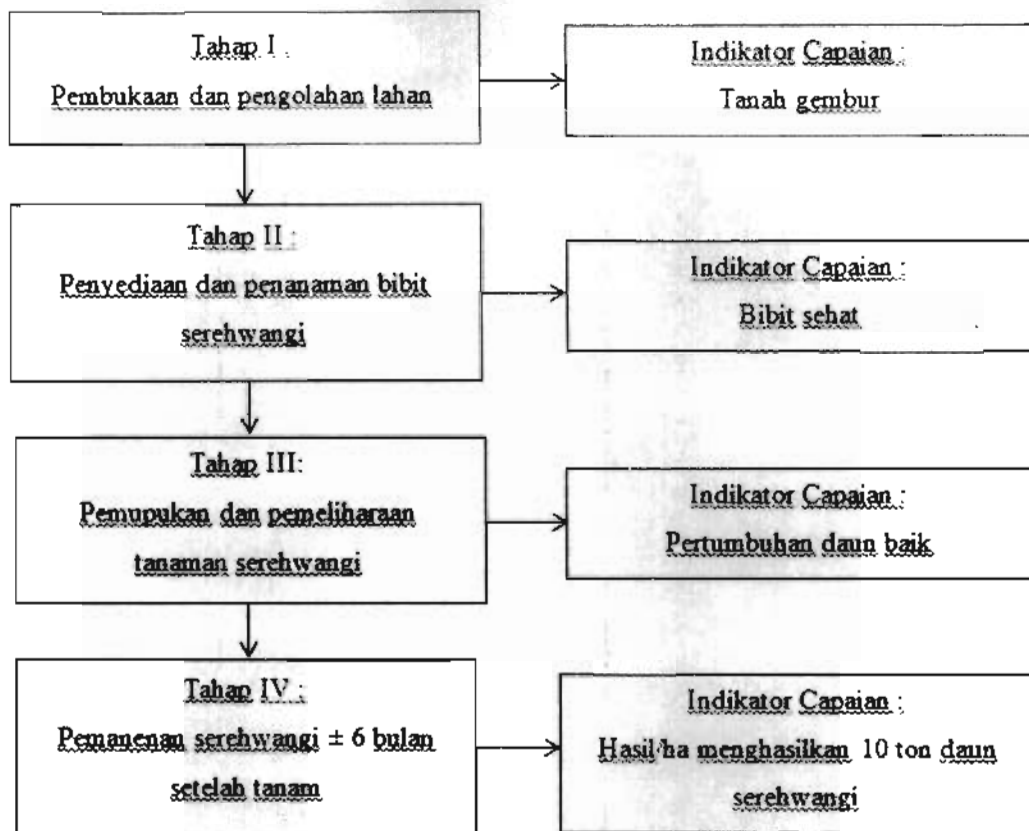 Tahap I :
Pembukaan dan pengolahan lahan
Indikator Capaian :
Tanah gembur
Tahap II :
Penyediaan dan penanaman bibit
serehwangi
Indikator Capaian :
Bibit sehat
Tahap III:
Pemupukan dan pemeliharaan
tanaman serehwangi
Indikator Capaian :
Pertumbuhan daun baik
Tahap IV :
Pemanenan serehwangi ± 6 bulan
setelah tanam
Indikator Capaian :
Hasil/ha menghasilkan 10 ton daun
serehwangi